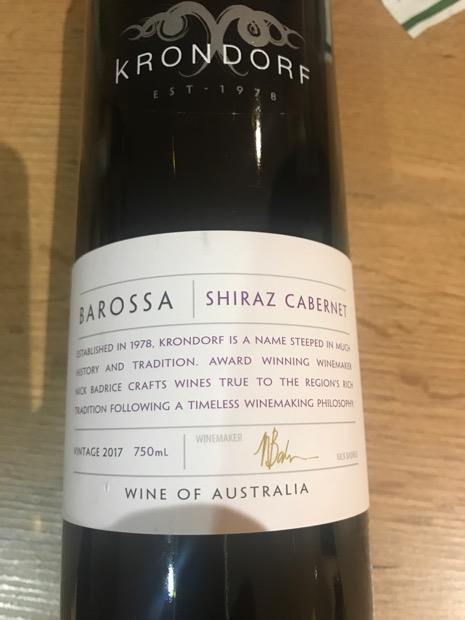 KRONDORF
EST - 1978
BAROSSA | SHIRAZ CABERNET
ESTABLISHED IN 1978, KRONDORF IS A NAME STEEPED IN MUCH
HISTORY AND TRADITION. AWARD WINNING WINEMAKER
NICK BADRICE CRAFTS WINES TRUE TO THE REGION'S RICH
TRADITION FOLLOWING A TIMELESS WINEMAKING PHILOSOPHY.
VINTAGE 2017 750mL
WINEMAKER
NICK BADRICE
WINE OF AUSTRALIA